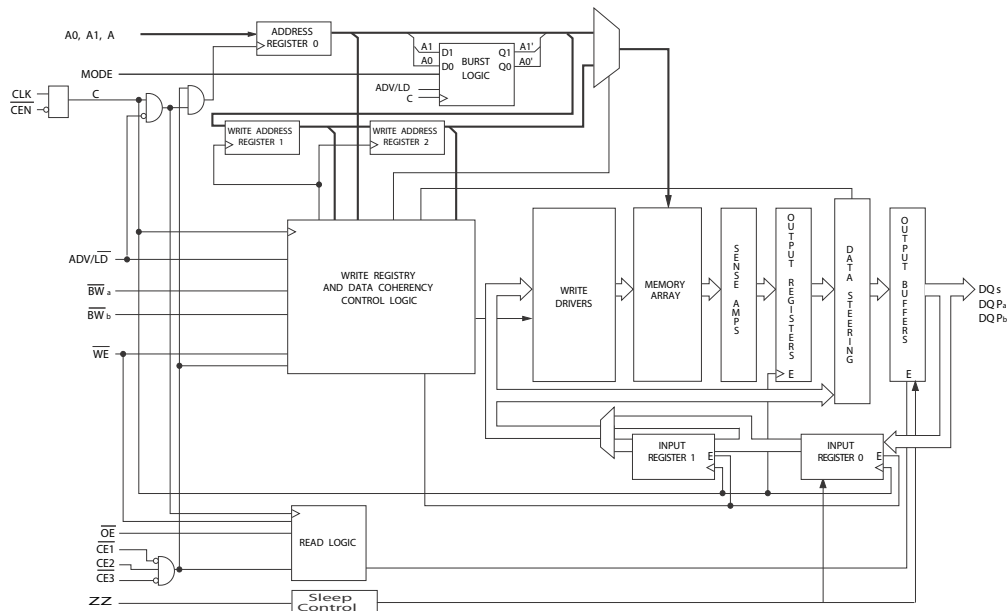 A0, A1, A
ADDRESS
REGISTER 0
A1
A0
D1
D0
BURST
LOGIC
Q1
Q0
A1'
A0'
MODE
ADV/LD
C
CLK
CEN
C
WRITE ADDRESS
REGISTER 1
WRITE ADDRESS
REGISTER 2
ADV/LD
BW a
BW b
WE
WRITE REGISTRY
AND DATA COHERENCY
CONTROL LOGIC
WRITE
DRIVERS
MEMORY
ARRAY
SENSE AMPS
OUTPUT REGISTERS
E
DATA STEERING
OUTPUT BUFFERS
E
DQs
DQPa
DQPb
INPUT
REGISTER 1
E
INPUT
REGISTER 0
E
OE
CE1
CE2
CE3
READ LOGIC
ZZ
Sleep
Control